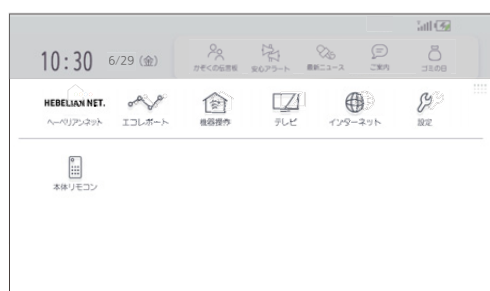 10:30 6/29 (金)
かぞくの伝言板 安心アラート 最新ニュース ご案内 ゴミの日
HEBELIAN NET.
ヘーベリアンネット エコレポート 機器操作 テレビ インターネット 設定
本体リモコン